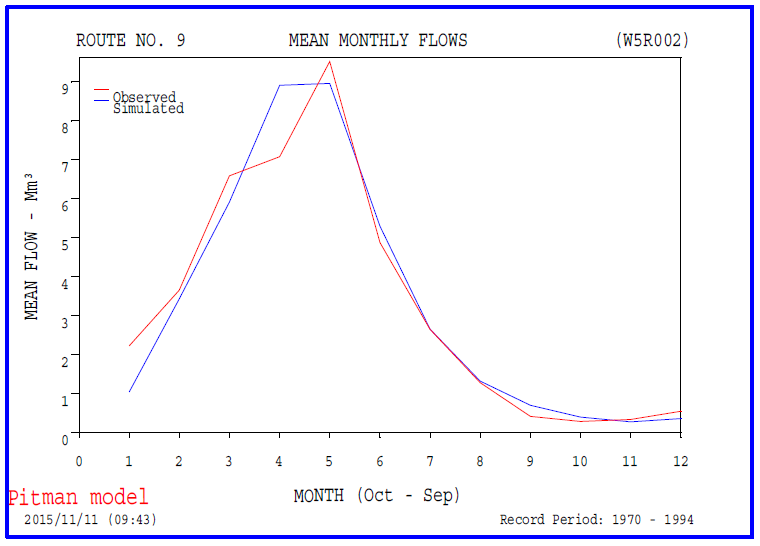 ROUTE NO. 9 MEAN MONTHLY FLOWS (W5R002)
Observed
Simulated
MEAN FLOW - Mm³
9
8
7
6
5
4
3
2
1
0
0 1 2 3 4 5 6 7 8 9 10 11 12
MONTH (Oct - Sep)
Pitman model
2015/11/11 (09:43) Record Period: 1970 - 1994